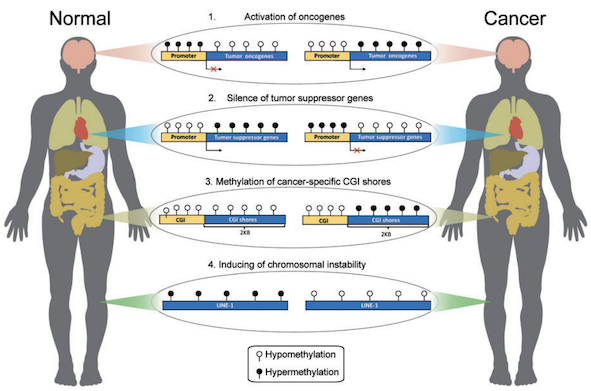 Normal
Cancer
1. Activation of oncogenes
Promoter Tumor oncogenes Promoter Tumor oncogenes
2. Silence of tumor suppressor genes
Promoter Tumor suppressor genes Promoter Tumor suppressor genes
3. Methylation of cancer-specific CGI shores
CGI CGI shores CGI CGI shores
2KB 2KB
4. Inducing of chromosomal instability
LINE-1 LINE-1
Hypomethylation
Hypermethylation